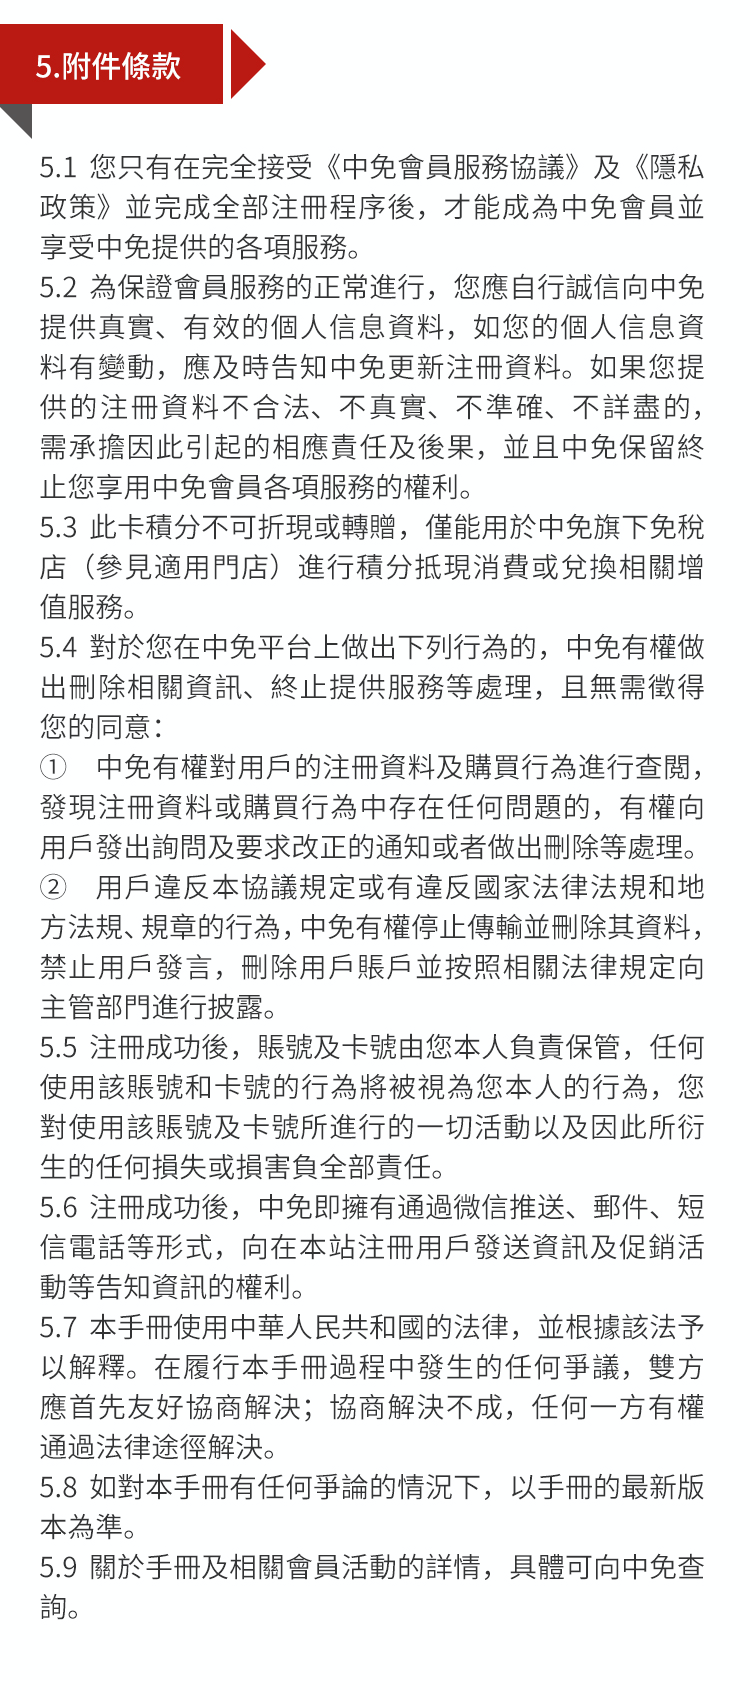 5.附件條款
5.1 您只有在完全接受《中免會員服務協議》及《隱私
政策》並完成全部注冊程序後，才能成為中免會員並
享受中免提供的各項服務。
5.2 為保證會員服務的正常進行，您應自行誠信向中免
提供真實、有效的個人信息資料，如您的個人信息資
料有變動，應及時告知中免更新注冊資料。如果您提
供的注冊資料不合法、不真實、不準確、不詳盡的，
需承擔因此引起的相應責任及後果，並且中免保留終
止您享用中免會員各項服務的權利。
5.3 此卡積分不可折現或轉贈，僅能用於中免旗下免稅
店（參見適用門店）進行積分抵現消費或兌換相關增
值服務。
5.4 對於您在中免平台上做出下列行為的，中免有權做
出刪除相關資訊、終止提供服務等處理，且無需徵得
您的同意：
① 中免有權對用戶的注冊資料及購買行為進行查閱，
發現注冊資料或購買行為中存在任何問題的，有權向
用戶發出詢問及要求改正的通知或者做出刪除等處理。
② 用戶違反本協議規定或有違反國家法律法規和地
方法規、規章的行為，中免有權停止傳輸並刪除其資料，
禁止用戶發言，刪除用戶賬戶並按照相關法律規定向
主管部門進行披露。
5.5 注冊成功後，賬號及卡號由您本人負責保管，任何
使用該賬號和卡號的行為將被視為您本人的行為，您
對使用該賬號及卡號所進行的一切活動以及因此所衍
生的任何損失或損害負全部責任。
5.6 注冊成功後，中免即擁有通過微信推送、郵件、短
信電話等形式，向在本站注冊用戶發送資訊及促銷活
動等告知資訊的權利。
5.7 本手冊使用中華人民共和國的法律，並根據該法予
以解釋。在履行本手冊過程中發生的任何爭議，雙方
應首先友好協商解決；協商解決不成，任何一方有權
通過法律途徑解決。
5.8 如對本手冊有任何爭論的情況下，以手冊的最新版
本為準。
5.9 關於手冊及相關會員活動的詳情，具體可向中免查
詢。